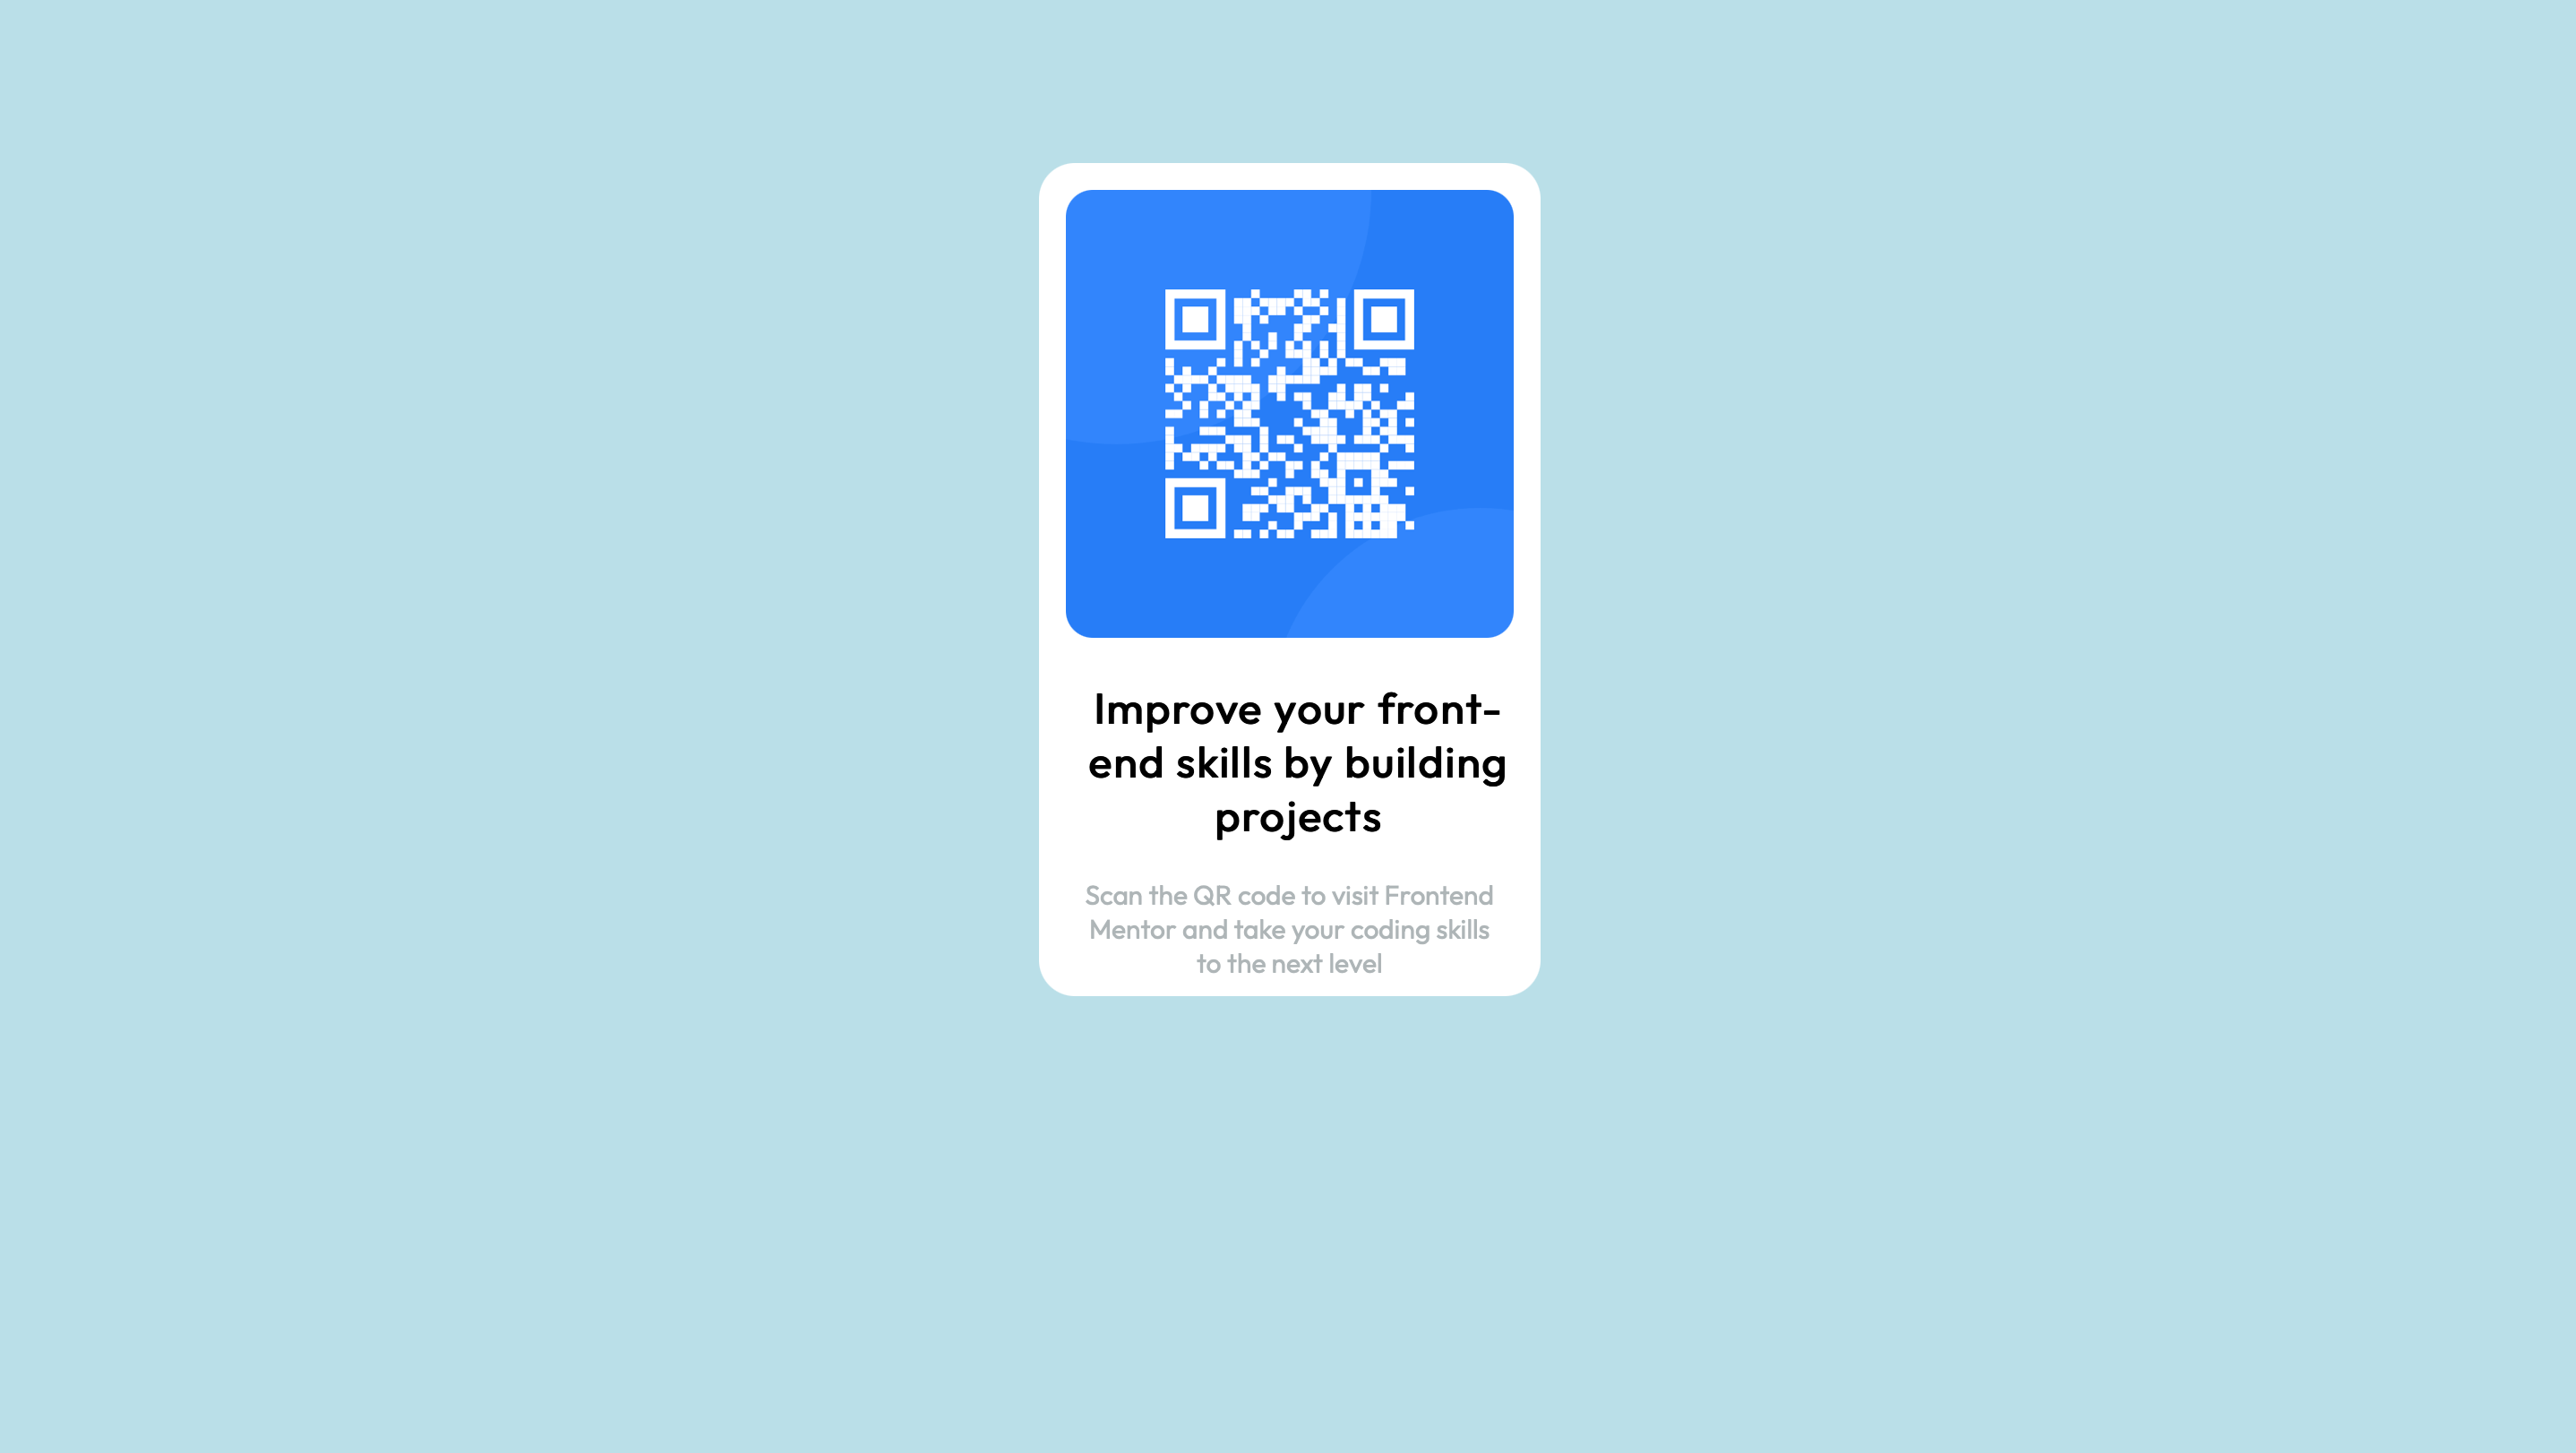 Improve your front-
end skills by building
projects
Scan the QR code to visit Frontend
Mentor and take your coding skills
to the next level